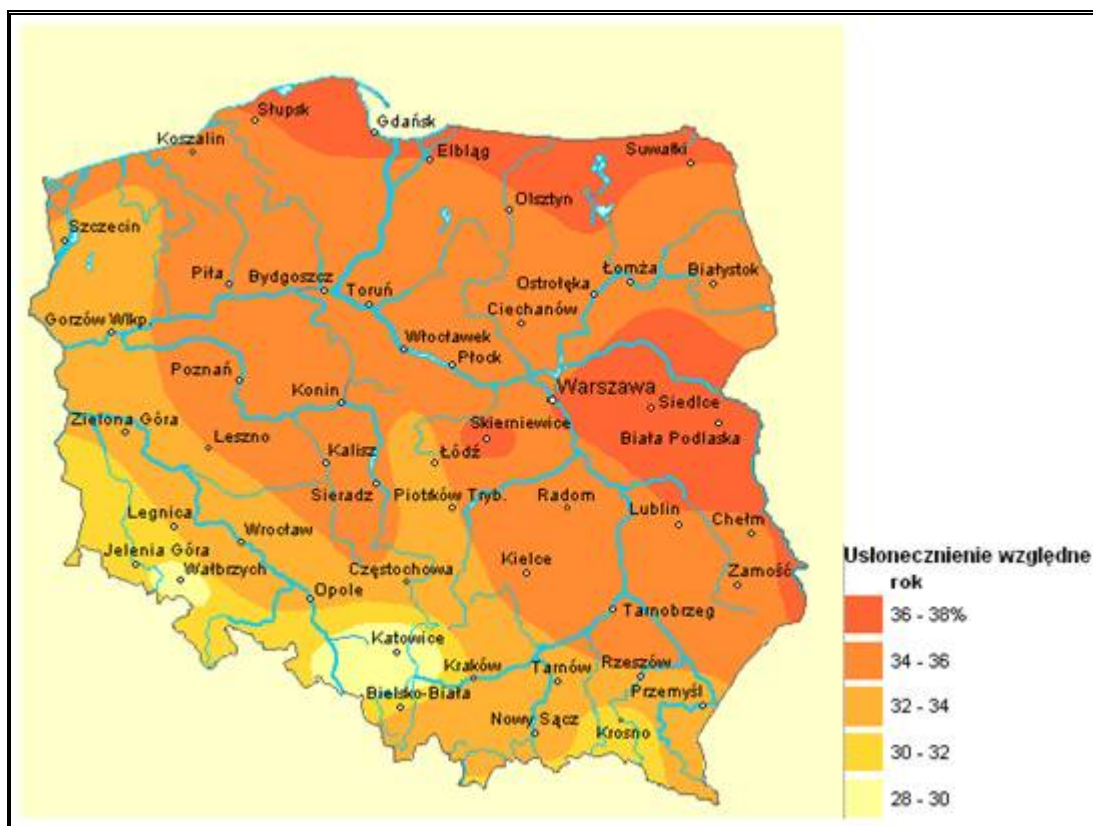 Słupsk
Gdańsk
Koszalin
Elbląg
Suwałki
Olsztyn
Szczecin
Piła
Bydgoszcz
Toruń
Łomża
Białystok
Ostrołęka
Ciechanów
Gorzów Wlkp.
Włocławek
Płock
Poznań
Konin
Warszawa
Siedlce
Zielona Góra
Leszno
Skierniewice
Biała Podlaska
Kalisz
Łódź
Sieradz
Piotrków Tryb.
Radom
Lublin
Chełm
Legnica
Wrocław
Jelenia Góra
Wałbrzych
Częstochowa
Kielce
Zamość
Opole
Tarnobrzeg
Katowice
Kraków
Tarnów
Rzeszów
Przemyśl
Bielsko-Biała
Nowy Sącz
Krosno
Usłonecznienie względne
rok
36 - 38%
34 - 36
32 - 34
30 - 32
28 - 30